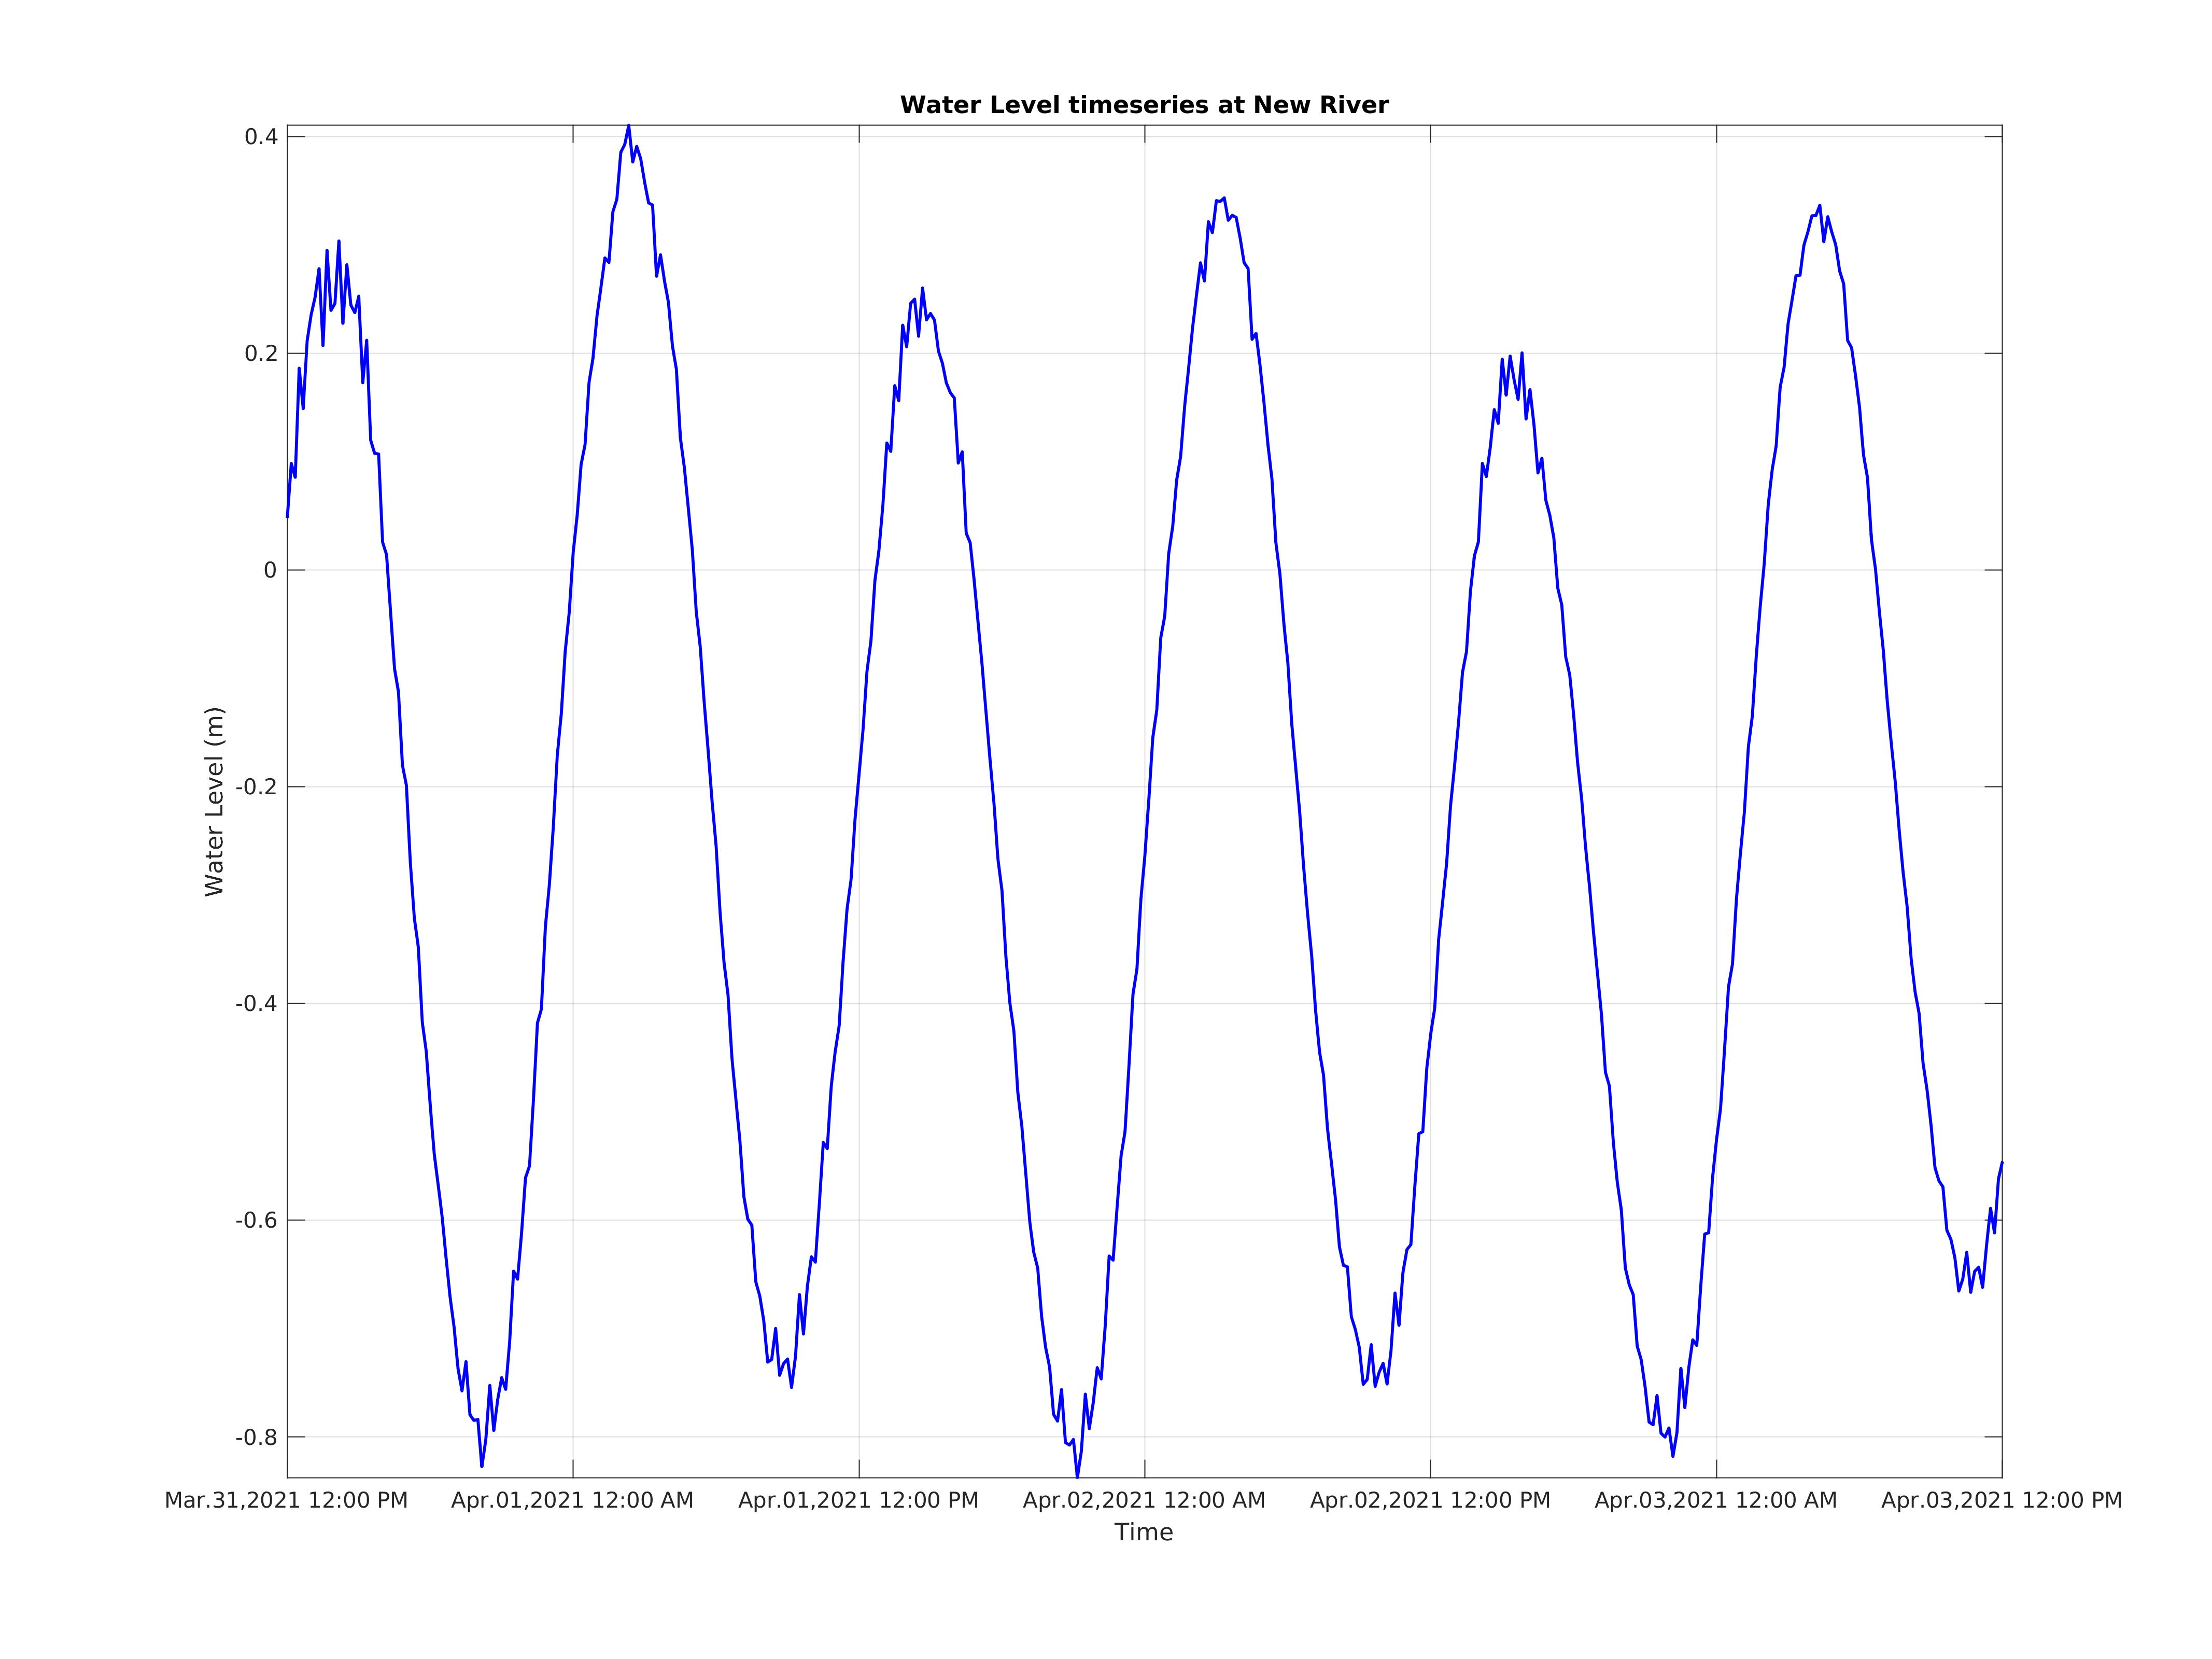 Water Level timeseries at New River
0.4
0.2
0
-0.2
-0.4
-0.6
-0.8
Water Level (m)
Mar.31,2021 12:00 PM Apr.01,2021 12:00 AM Apr.01,2021 12:00 PM Apr.02,2021 12:00 AM Apr.02,2021 12:00 PM Apr.03,2021 12:00 AM Apr.03,2021 12:00 PM
Time